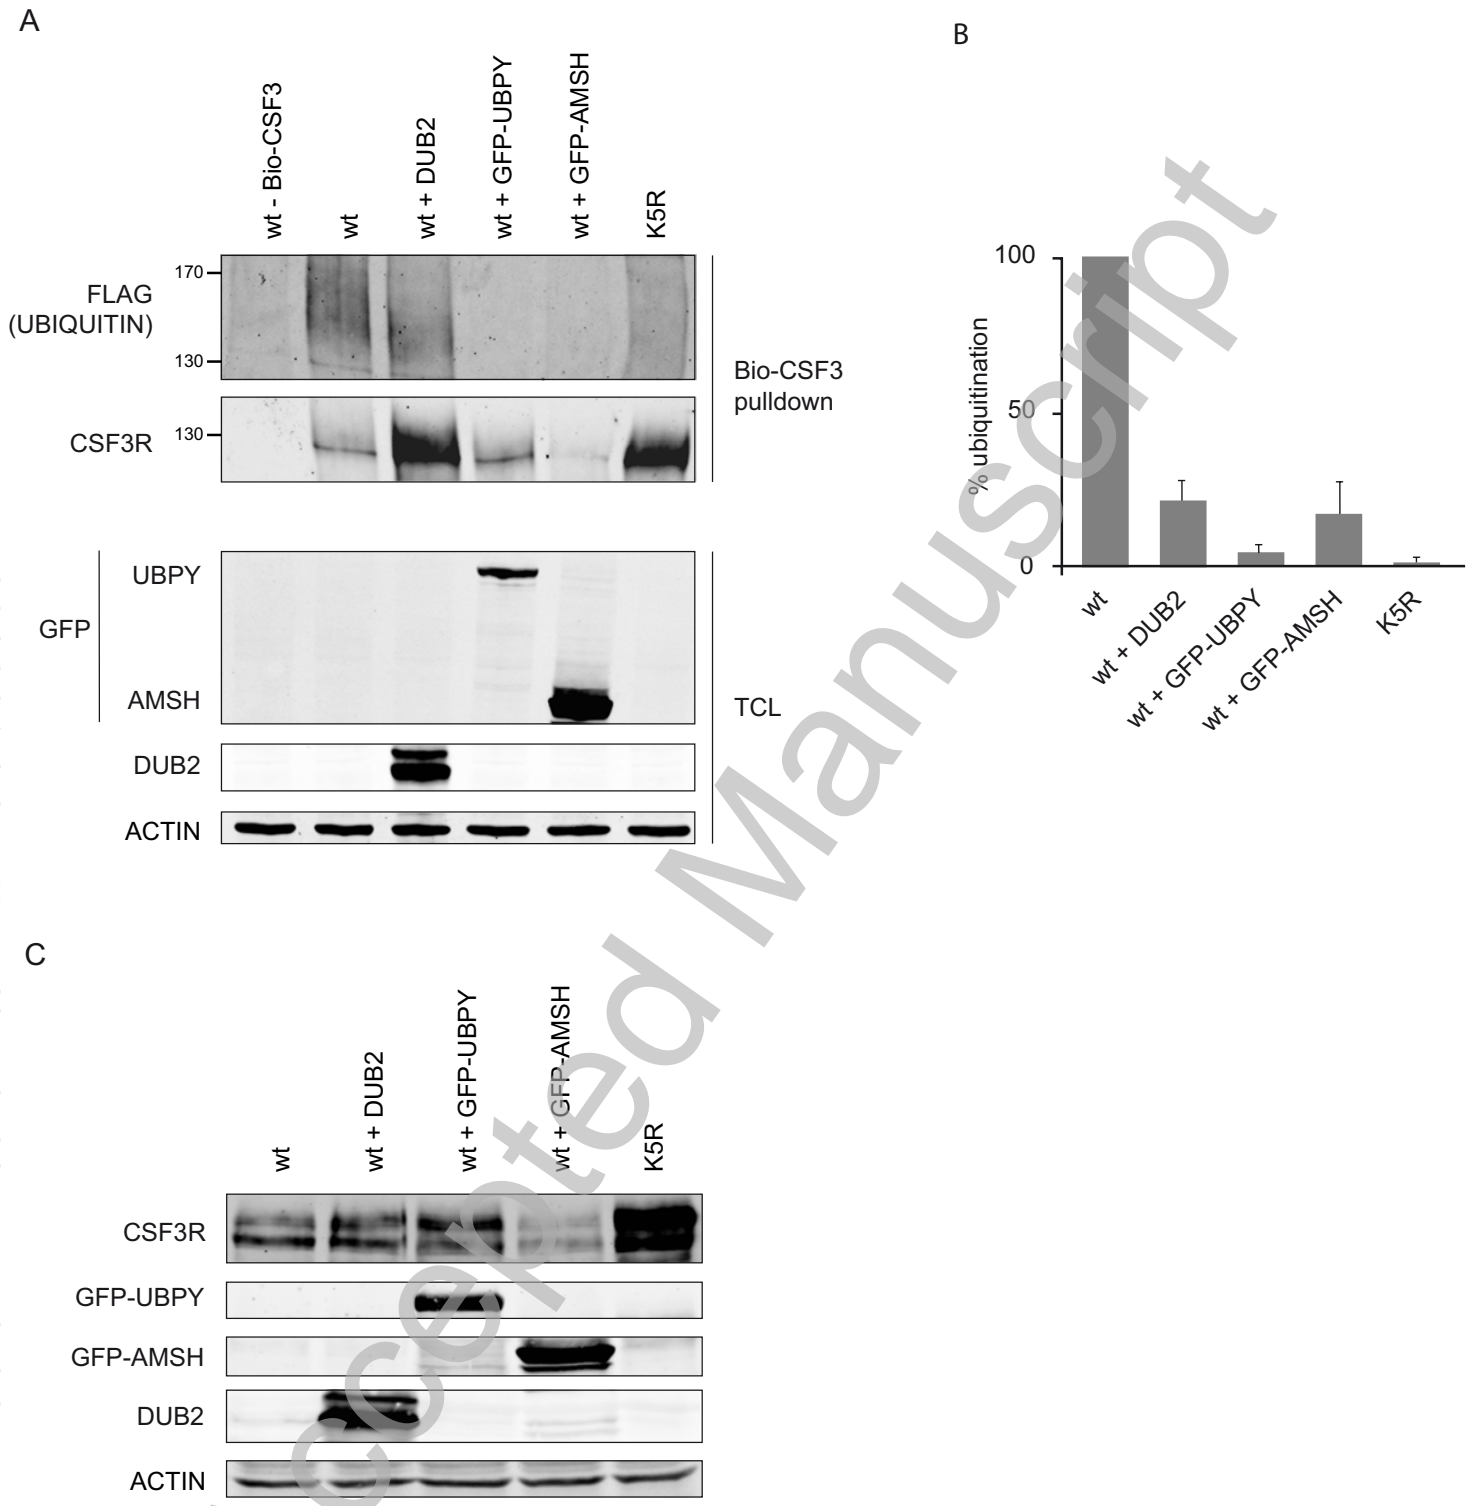 A
wt - Bio-CSF3
wt
wt + DUB2
wt + GFP-UBPY
wt + GFP-AMSH
K5R
FLAG
(UBIQUITIN)
170
130
CSF3R
130
Bio-CSF3
pulldown
GFP
UBPY
AMSH
DUB2
ACTIN
TCL
B
% ubiquitination
100
50
0
wt
wt + DUB2
wt + GFP-UBPY
wt + GFP-AMSH
K5R
C
wt
wt + DUB2
wt + GFP-UBPY
wt + GFP-AMSH
K5R
CSF3R
GFP-UBPY
GFP-AMSH
DUB2
ACTIN
ccepted Manuscript